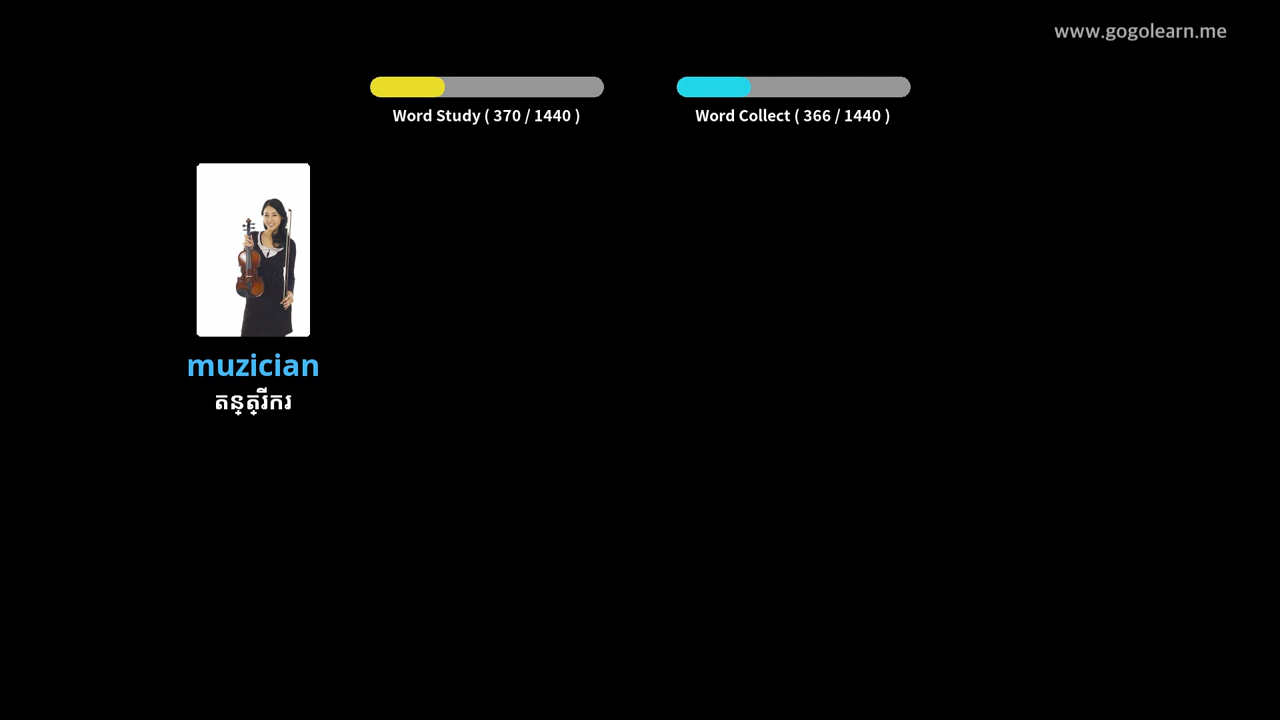 www.gogolearn.me
Word Study ( 370 / 1440 )
Word Collect ( 366 / 1440 )
muzician
តន្ត្រីករ